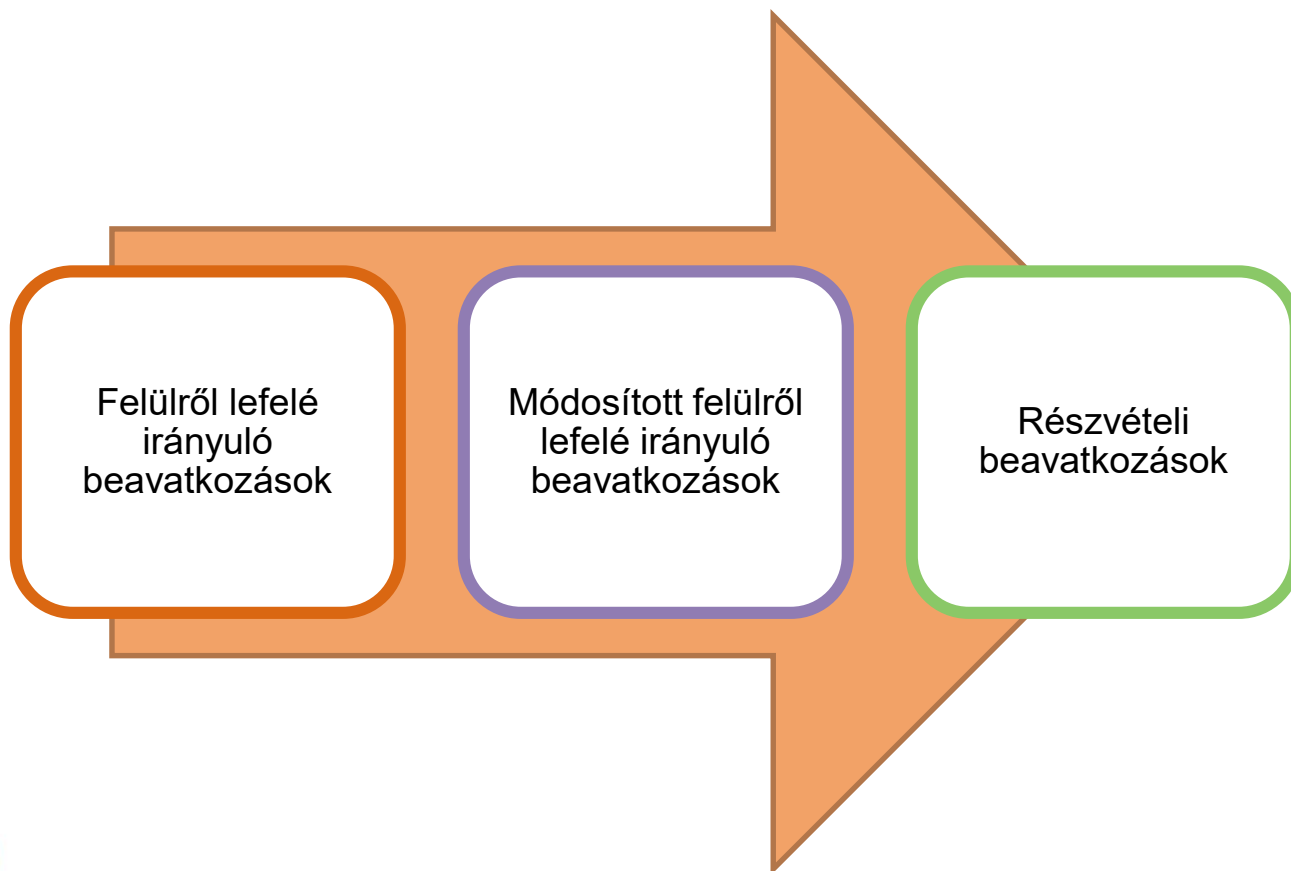 Felülről lefelé
irányuló
beavatkozások
Módosított felülről
lefelé irányuló
beavatkozások
Részvételi
beavatkozások